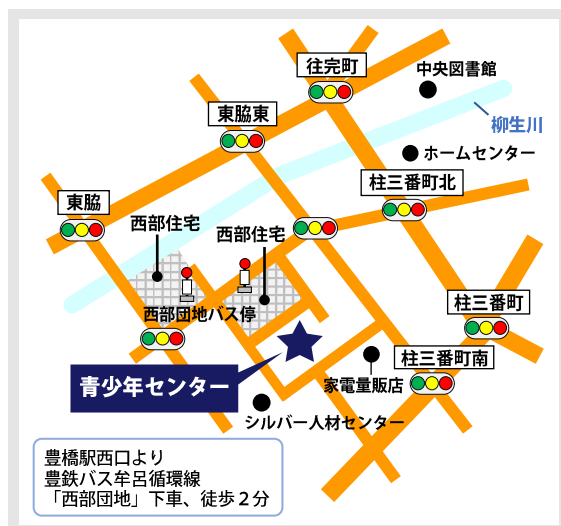 往完町
中央図書館
東脇東
柳生川
ホームセンター
柱三番町北
東脇
西部住宅
西部住宅
西部団地バス停
柱三番町
柱三番町南
青少年センター
家電量販店
シルバー人材センター
豊橋駅西口より
豊鉄バス牟呂循環線
「西部団地」下車、徒歩２分